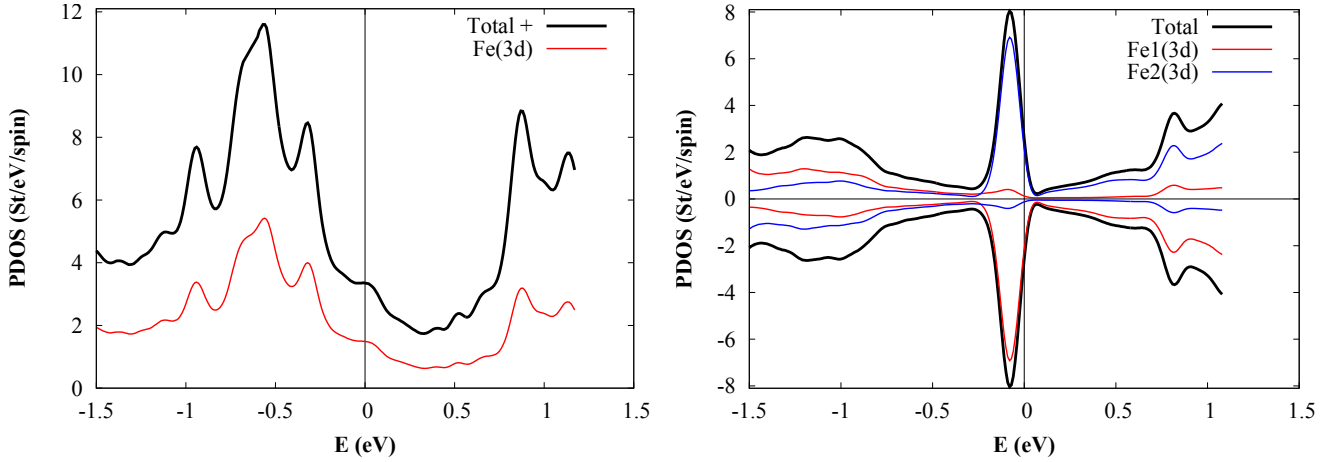 PDOS (St/eV/spin)
12
10
8
6
4
2
0
Total +
Fe(3d)
-1.5 -1 -0.5 0 0.5 1 1.5
E (eV)
PDOS (St/eV/spin)
8
6
4
2
0
-2
-4
-6
-8
Total
Fe1(3d)
Fe2(3d)
-1.5 -1 -0.5 0 0.5 1 1.5
E (eV)